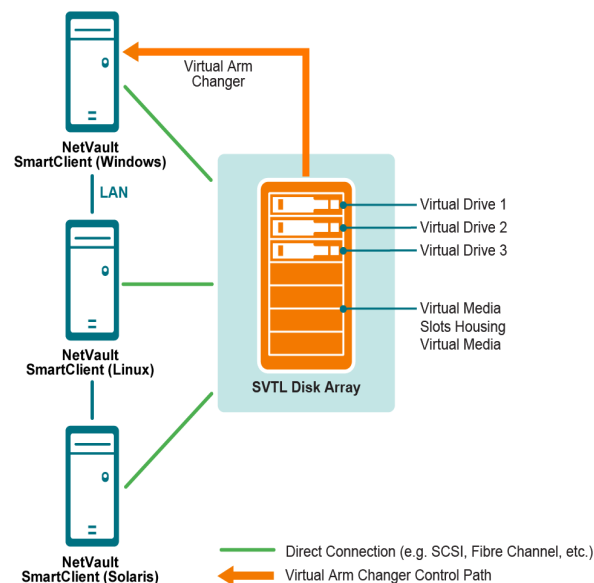 Virtual Arm
Changer
NetVault
SmartClient (Windows)
LAN
Virtual Drive 1
Virtual Drive 2
Virtual Drive 3
Virtual Media
Slots Housing
Virtual Media
NetVault
SmartClient (Linux)
SVTL Disk Array
NetVault
SmartClient (Solaris)
Direct Connection (e.g. SCSI, Fibre Channel, etc.)
Virtual Arm Changer Control Path